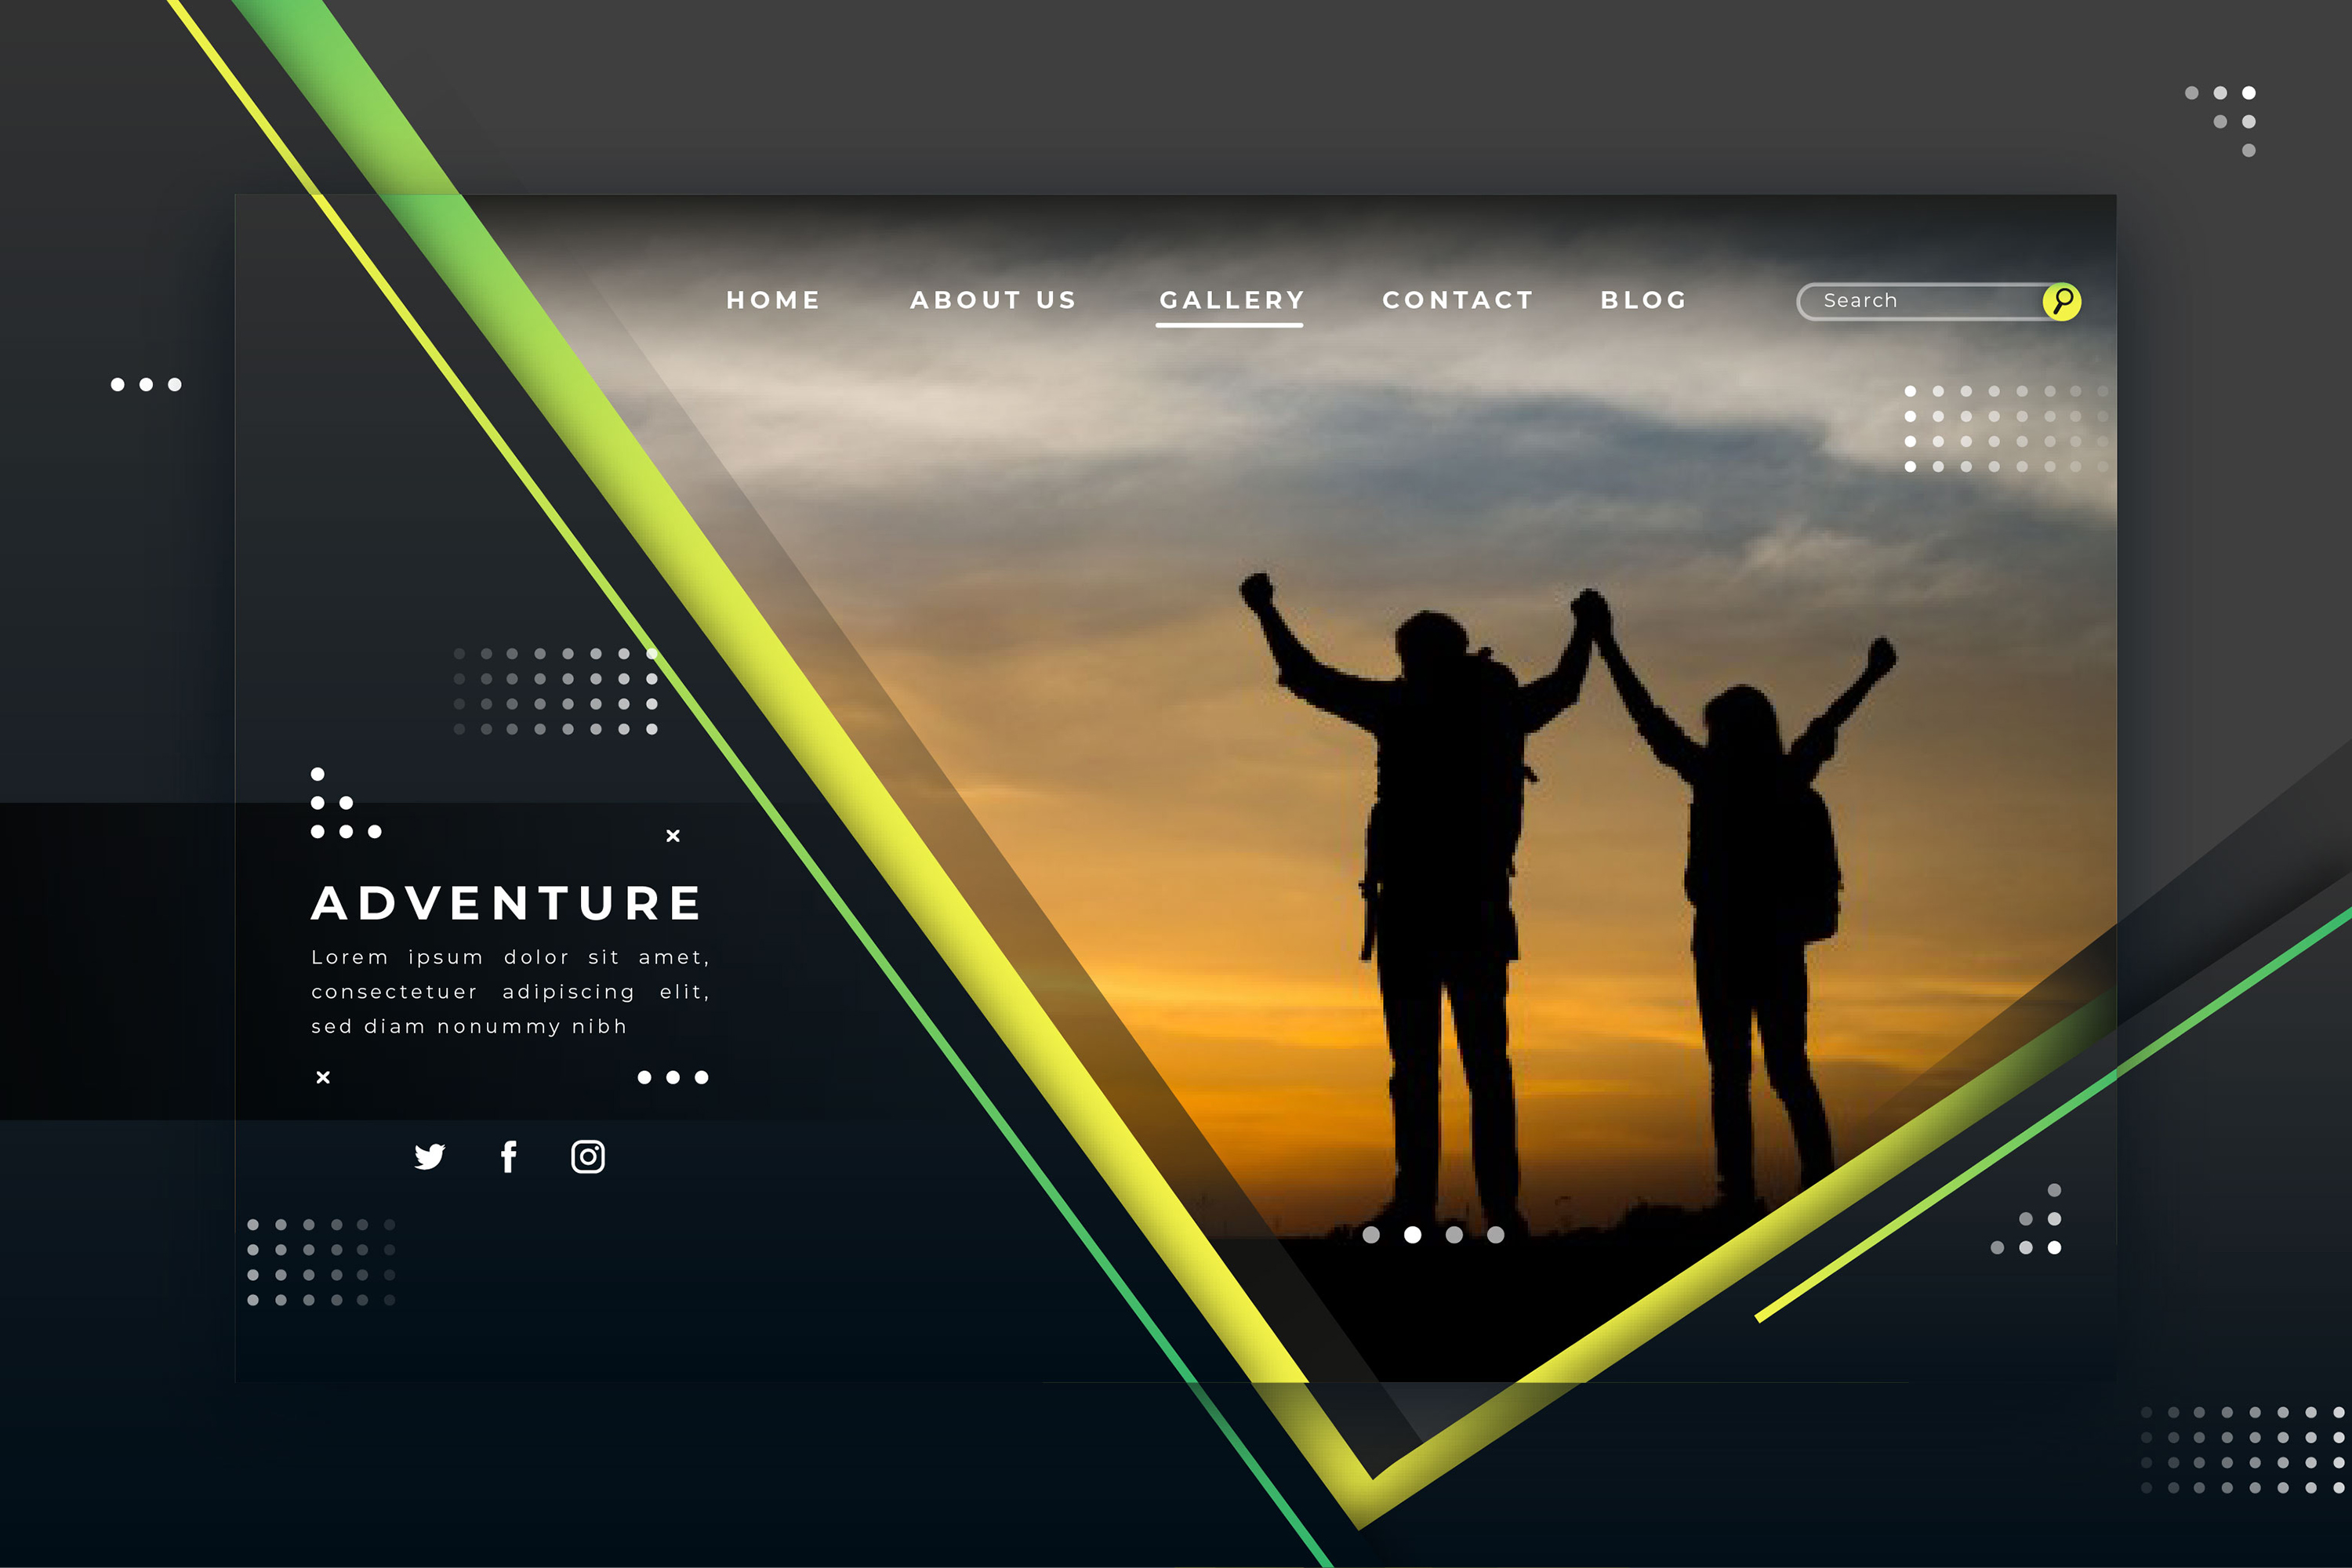 HOME ABOUT US GALLERY CONTACT BLOG Search
ADVENTURE
Lorem ipsum dolor sit amet,
consectetuer adipiscing elit,
sed diam nonummy nibh